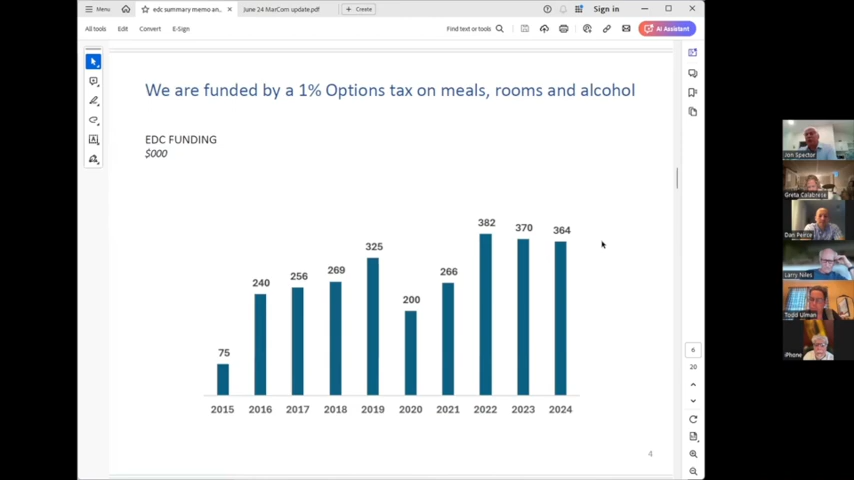 Menu
edc summary memo an...
June 24 MarCom update.pdf
Create
Sign in
All tools
Edit
Convert
E-Sign
Find text or tools
AI Assistant
We are funded by a 1% Options tax on meals, rooms and alcohol
EDC FUNDING
$000
75
240
256
269
325
200
266
382
370
364
2015
2016
2017
2018
2019
2020
2021
2022
2023
2024
4
6
20
Jon Spector
Greta Calabrese
Dan Peirce
Larry Niles
Todd Ulman
iPhone